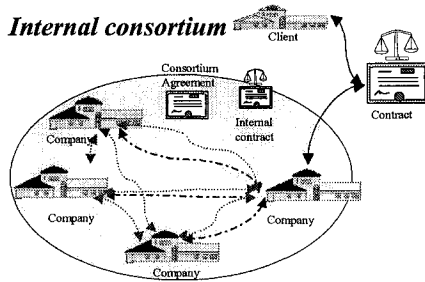 Internal consortium
Client
Contract
Consortium
Agreement
Internal
contract
Company
Company
Company
Company